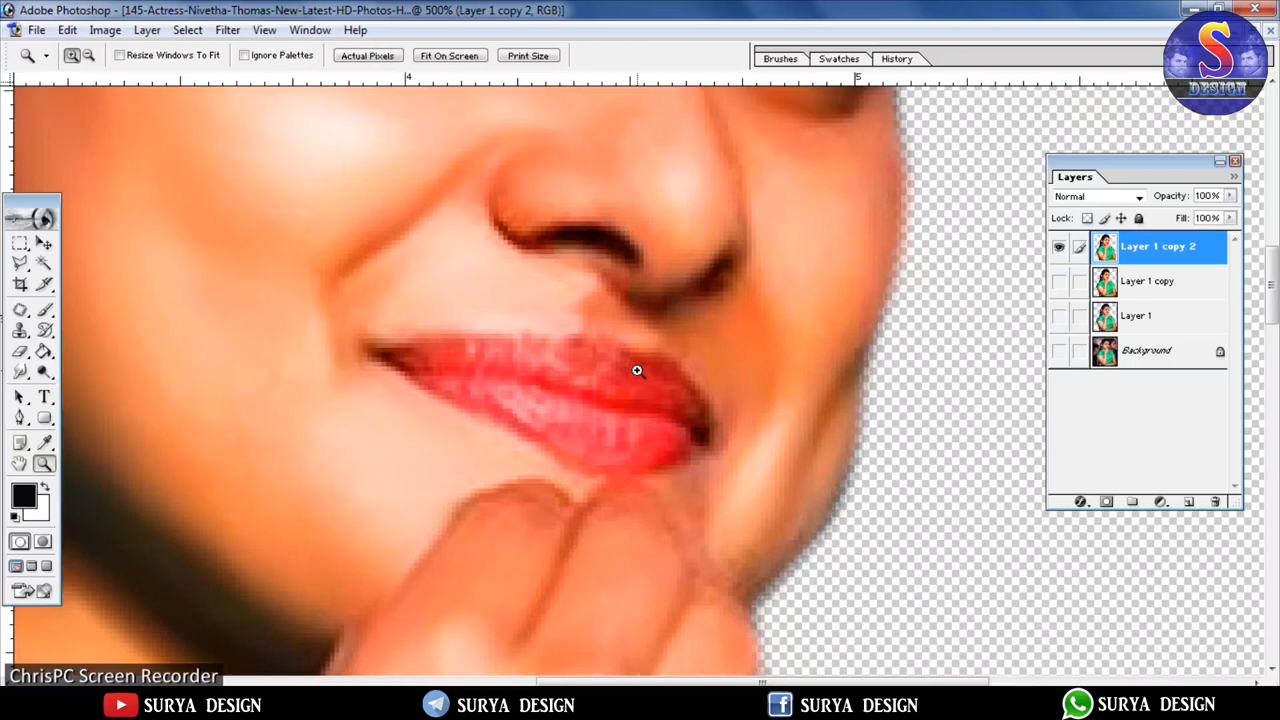 Adobe Photoshop - [145-Actress-Nivetha-Thomas-New-Latest-HD-Photos-H...@ 500% (Layer 1 copy 2, RGB)]
File Edit Image Layer Select Filter View Window Help
Resize Windows To Fit Ignore Palettes Actual Pixels Fit On Screen Print Size Brushes Swatches History
S
DESIGN
4 5
Layers
Normal Opacity: 100%
Lock: Fill: 100%
Layer 1 copy 2
Layer 1 copy
Layer 1
Background
T
ChrisPC Screen Recorder
SURYA DESIGN SURYA DESIGN SURYA DESIGN SURYA DESIGN